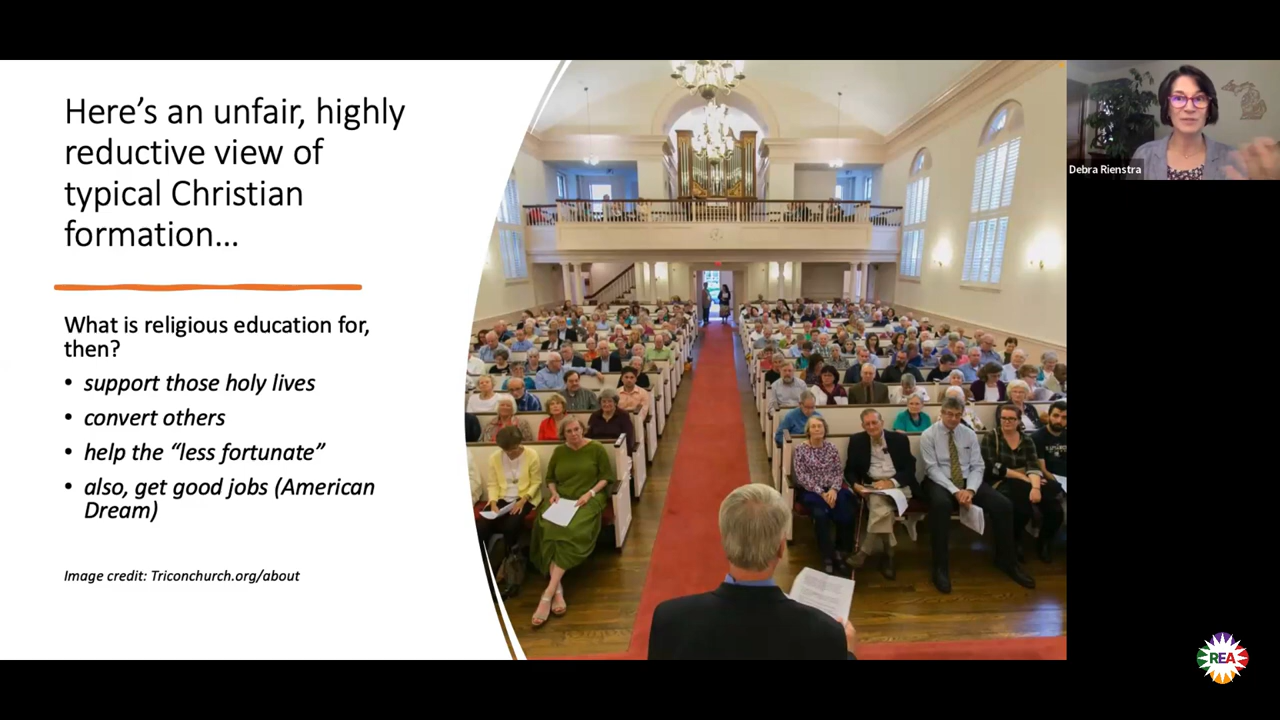 Here’s an unfair, highly
reductive view of
typical Christian
formation…
What is religious education for,
then?
• support those holy lives
• convert others
• help the “less fortunate”
• also, get good jobs (American
Dream)
Image credit: Triconchurch.org/about
Debra Rienstra
REA